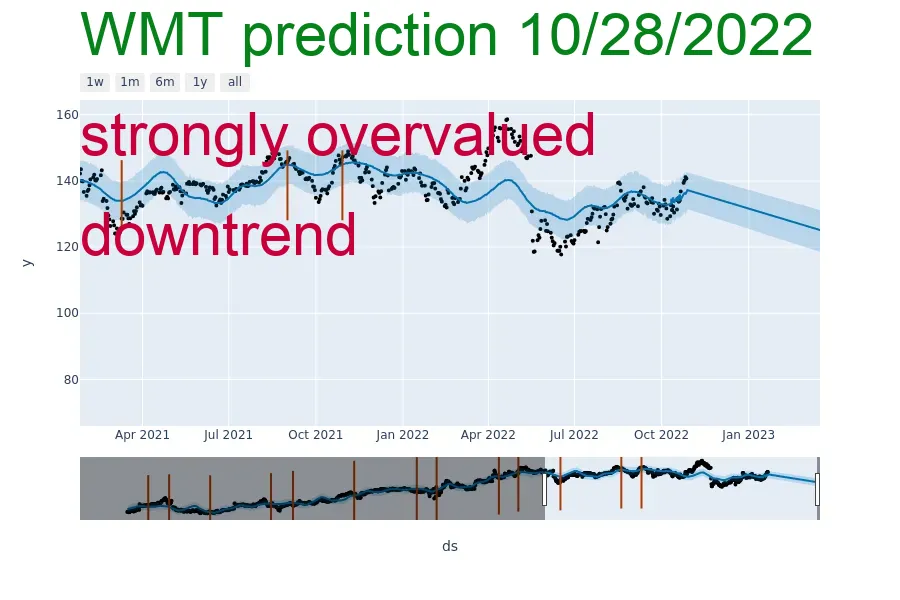 WMT prediction 10/28/2022
1w 1m 6m 1y all
strongly overvalued
downtrend
160
140
120
100
80
y
Apr 2021 Jul 2021 Oct 2021 Jan 2022 Apr 2022 Jul 2022 Oct 2022 Jan 2023
ds